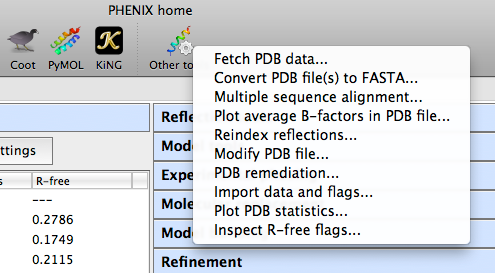 PHENIX home
Coot
PyMOL
KiNG
Other to
Fetch PDB data...
Convert PDB file(s) to FASTA...
Multiple sequence alignment...
Plot average B-factors in PDB file...
Reindex reflections...
Modify PDB file...
PDB remediation...
Import data and flags...
Plot PDB statistics...
Inspect R-free flags...
ttings
s
R-free
---
0.2786
0.1749
0.2115
Refle
Model
Expe
Mole
Model
Refinement